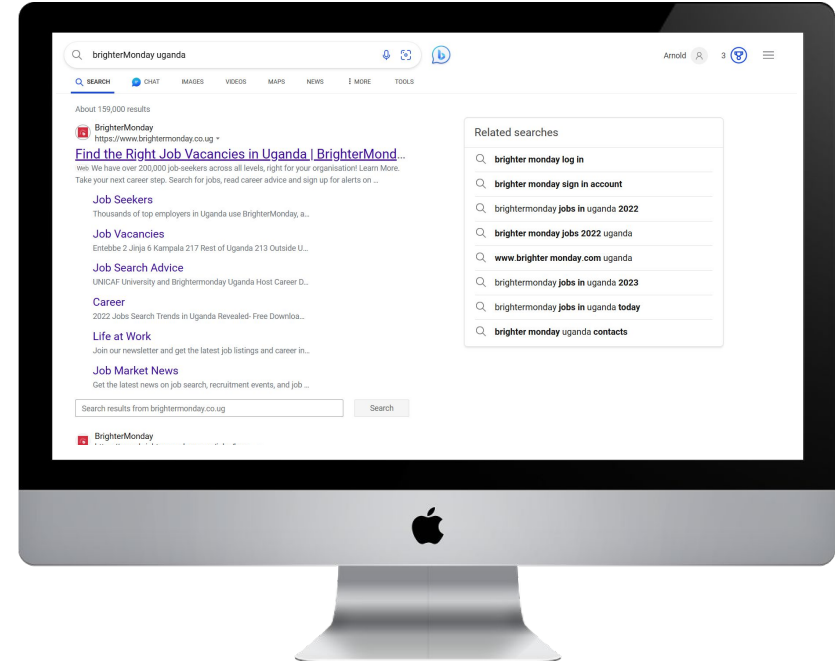 brighterMonday uganda
Arnold
3
SEARCH
CHAT
IMAGES
VIDEOS
MAPS
NEWS
MORE
TOOLS
About 159,000 results
BrighterMonday
https://www.brightermonday.co.ug
Find the Right Job Vacancies in Uganda | BrighterMond...
Web We have over 200,000 job-seekers across all levels, right for your organisation! Learn More.
Take your next career step. Search for jobs, read career advice and sign up for alerts on ...
Job Seekers
Thousands of top employers in Uganda use BrighterMonday, a...
Job Vacancies
Entebbe 2 Jinja 6 Kampala 217 Rest of Uganda 213 Outside U...
Job Search Advice
UNICAF University and Brightermonday Uganda Host Career D...
Career
2022 Jobs Search Trends in Uganda Revealed- Free Downloa...
Life at Work
Join our newsletter and get the latest job listings and career in...
Job Market News
Get the latest news on job search, recruitment events, and job ...
Search results from brightermonday.co.ug
Search
BrighterMonday
Related searches
brighter monday log in
brighter monday sign in account
brightermonday jobs in uganda 2022
brighter monday jobs 2022 uganda
www.brighter monday.com uganda
brightermonday jobs in uganda 2023
brightermonday jobs in uganda today
brighter monday uganda contacts